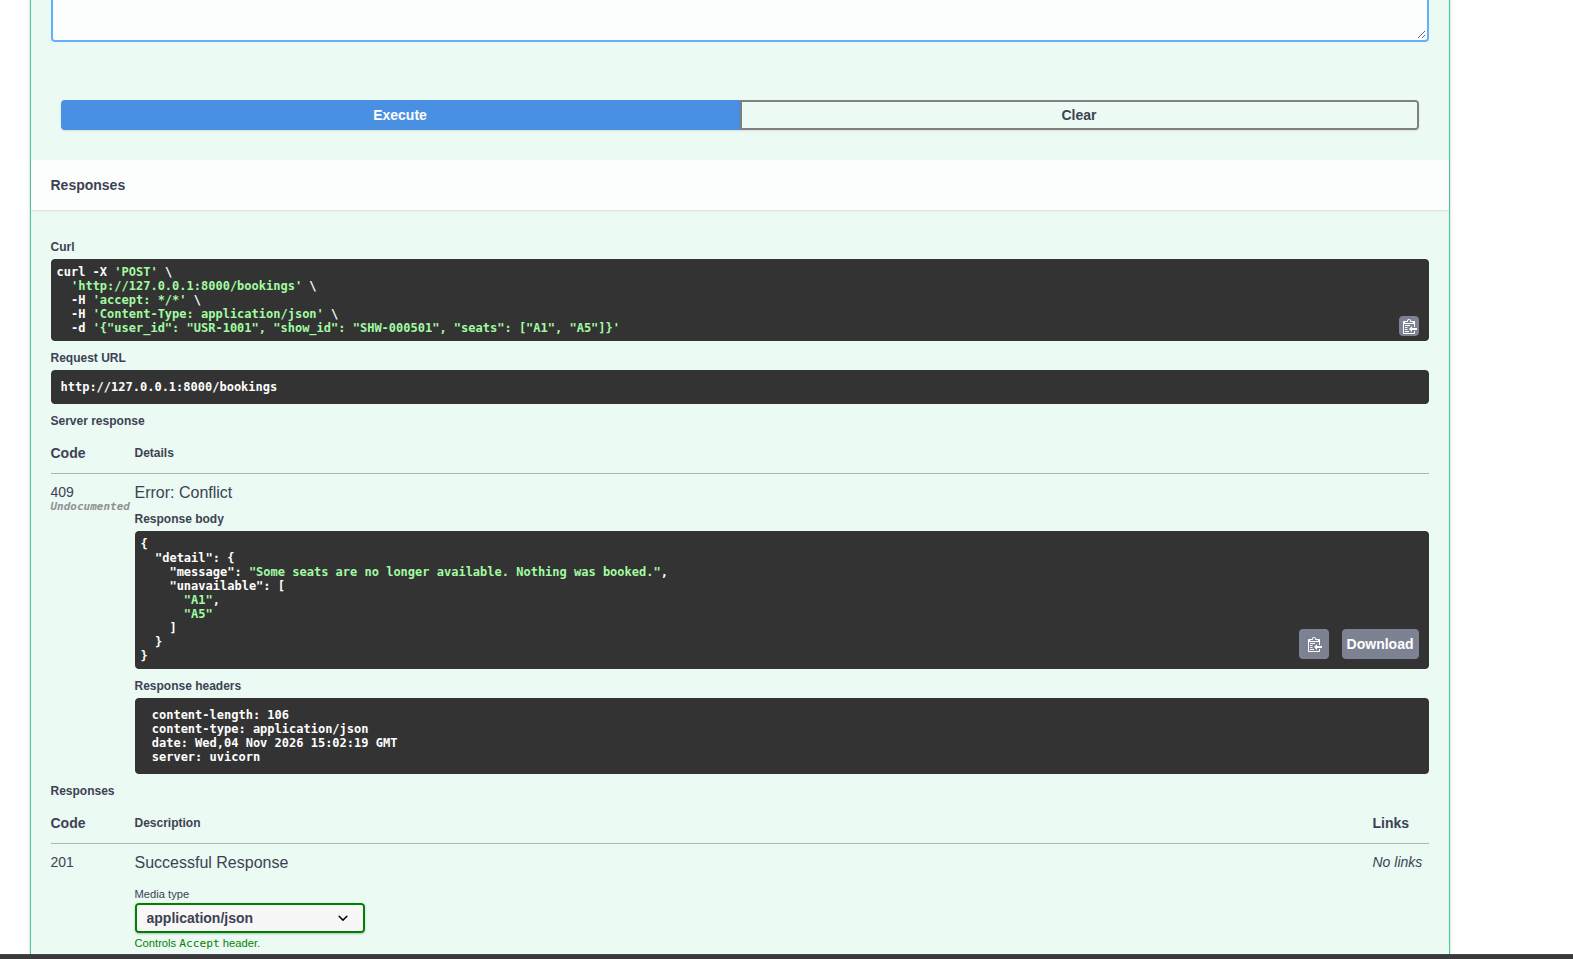 Execute
Clear
Responses
Curl
curl -X 'POST' \
  'http://127.0.0.1:8000/bookings' \
  -H 'accept: */*' \
  -H 'Content-Type: application/json' \
  -d '{"user_id": "USR-1001", "show_id": "SHW-000501", "seats": ["A1", "A5"]}'
Request URL
http://127.0.0.1:8000/bookings
Server response
Code Details
409 Error: Conflict
Undocumented
Response body
{
  "detail": {
    "message": "Some seats are no longer available. Nothing was booked.",
    "unavailable": [
      "A1",
      "A5"
    ]
  }
}
Download
Response headers
content-length: 106
content-type: application/json
date: Wed,04 Nov 2026 15:02:19 GMT
server: uvicorn
Responses
Code Description Links
201 Successful Response No links
Media type
application/json
Controls Accept header.